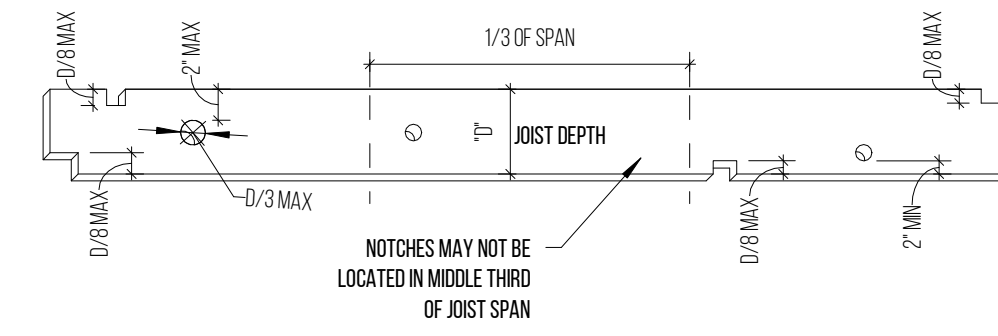 D/8 MAX
2" MAX
1/3 OF SPAN
D/8 MAX
"D"
JOIST DEPTH
D/8 MAX
D/3 MAX
D/8 MAX
2" MIN
NOTCHES MAY NOT BE
LOCATED IN MIDDLE THIRD
OF JOIST SPAN